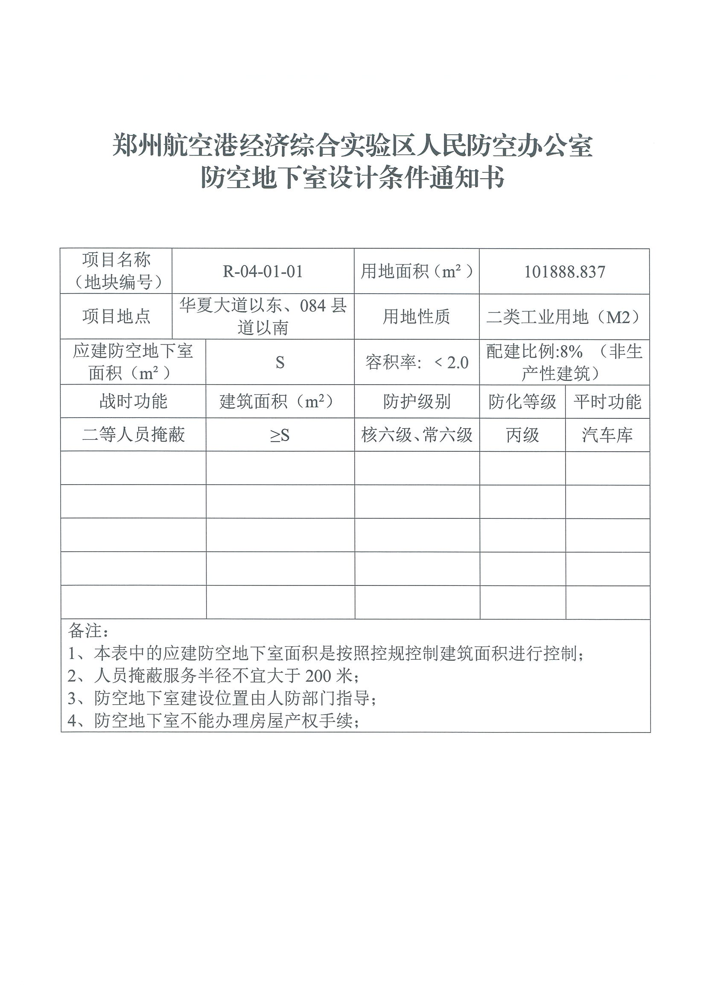 郑州航空港经济综合实验区人民防空办公室
防空地下室设计条件通知书
项目名称
（地块编号）
R-04-01-01
用地面积（m²）
101888.837
项目地点
华夏大道以东、084县
道以南
用地性质
二类工业用地（M2）
应建防空地下室
面积（m²）
S
容积率：＜2.0
配建比例:8% （非生
产性建筑）
战时功能
建筑面积（m²）
防护级别
防化等级
平时功能
二等人员掩蔽
≥S
核六级、常六级
丙级
汽车库
备注：
1、本表中的应建防空地下室面积是按照控规控制建筑面积进行控制；
2、人员掩蔽服务半径不宜大于 200 米；
3、防空地下室建设位置由人防部门指导；
4、防空地下室不能办理房屋产权手续；